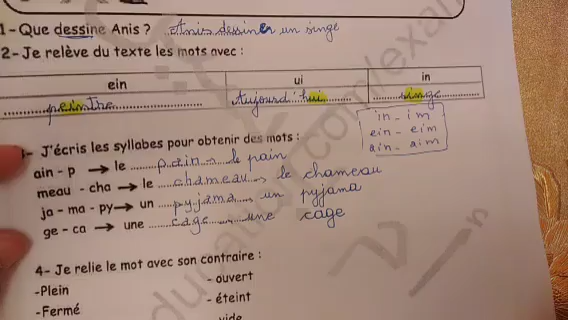 1 - Que dessine Anis ? Anis dessiner un singe
2- Je relève du texte les mots avec :
ein ui in
peintre Aujourd'hui singe
in - im
ein - eim
ain - aim
3- J'écris les syllabes pour obtenir des mots :
ain - p → le ...pain... le pain
meau - cha → le ...chameau... le chameau
ja - ma - py → un ...pyjama... un pyjama
ge - ca → une ...cage... une cage
4- Je relie le mot avec son contraire :
-Plein - ouvert
-Fermé - éteint
vide